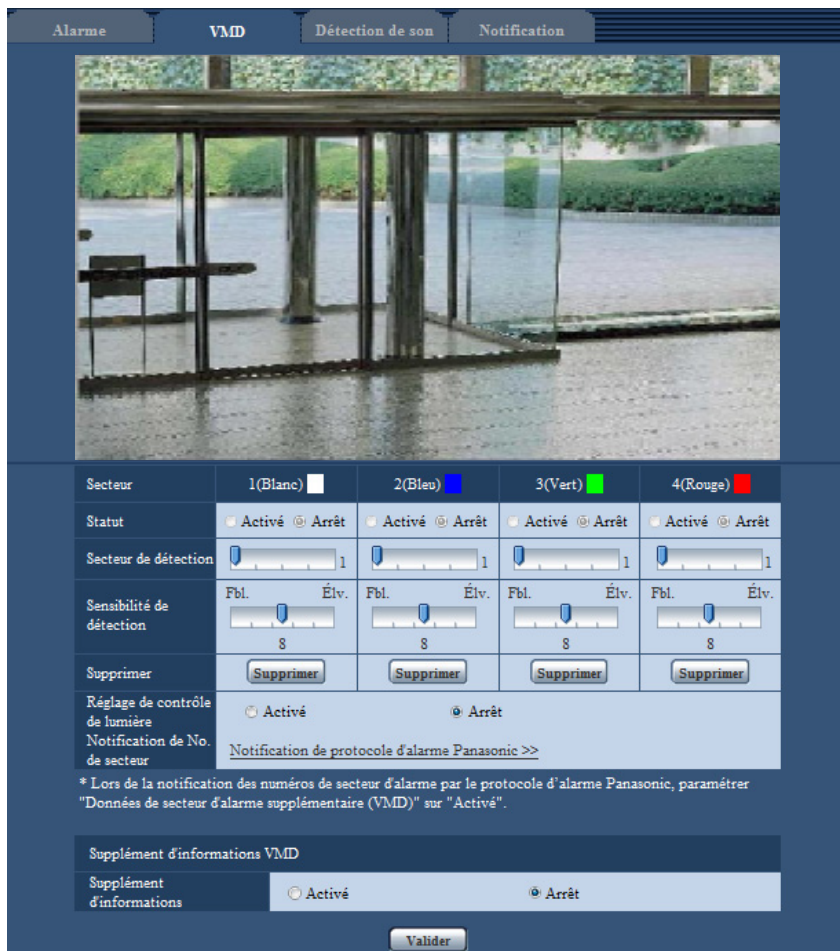 Alarme VMD Détection de son Notification
Secteur 1(Blanc) 2(Bleu) 3(Vert) 4(Rouge)
Statut Activé Arrêt Activé Arrêt Activé Arrêt Activé Arrêt
Secteur de détection 1 1 1 1
Sensibilité de détection Fbl. Élv. Fbl. Élv. Fbl. Élv. Fbl. Élv.
8 8 8 8
Supprimer Supprimer Supprimer Supprimer Supprimer
Réglage de contrôle
de lumière
Activé Arrêt
Notification de No.
de secteur
Notification de protocole d'alarme Panasonic >>
* Lors de la notification des numéros de secteur d'alarme par le protocole d'alarme Panasonic, paramétrer
"Données de secteur d'alarme supplémentaire (VMD)" sur "Activé".
Supplément d'informations VMD
Supplément
d'informations
Activé Arrêt
Valider